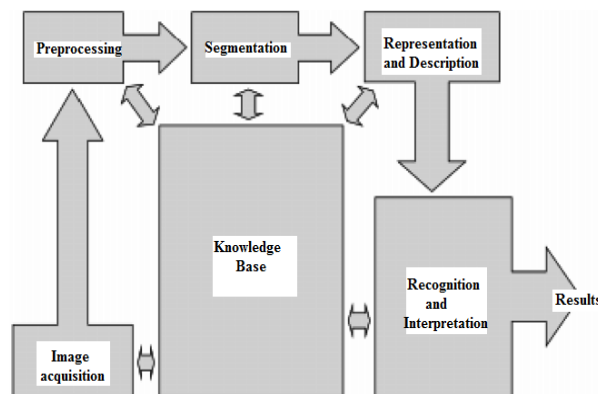 Preprocessing
Segmentation
Representation
and Description
Knowledge
Base
Recognition
and
Interpretation
Results
Image
acquisition